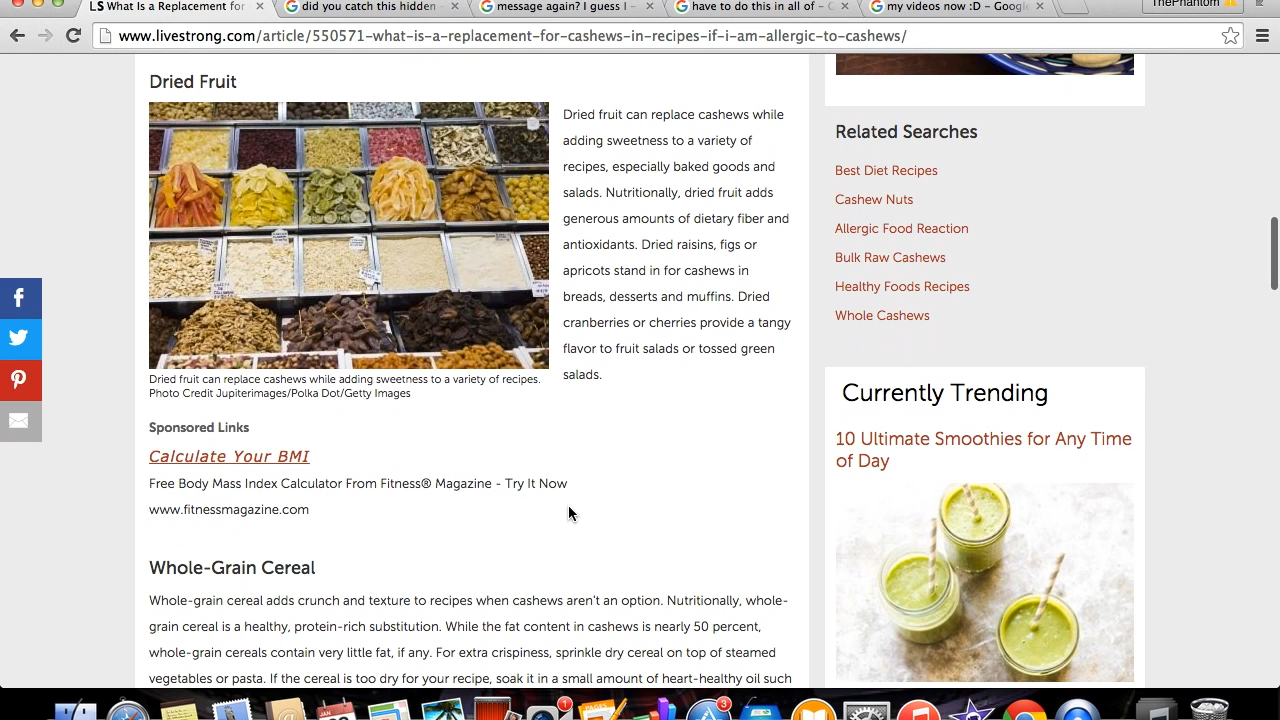 LS What Is a Replacement for
did you catch this hidden -
message again? I guess I -
have to do this in all of - G
my videos now :D - Google
ThePhantom
www.livestrong.com/article/550571-what-is-a-replacement-for-cashews-in-recipes-if-i-am-allergic-to-cashews/
Dried Fruit
Dried fruit can replace cashews while
adding sweetness to a variety of
recipes, especially baked goods and
salads. Nutritionally, dried fruit adds
generous amounts of dietary fiber and
antioxidants. Dried raisins, figs or
apricots stand in for cashews in
breads, desserts and muffins. Dried
cranberries or cherries provide a tangy
flavor to fruit salads or tossed green
salads.
Dried fruit can replace cashews while adding sweetness to a variety of recipes.
Photo Credit Jupiterimages/Polka Dot/Getty Images
Sponsored Links
Calculate Your BMI
Free Body Mass Index Calculator From Fitness® Magazine - Try It Now
www.fitnessmagazine.com
Whole-Grain Cereal
Whole-grain cereal adds crunch and texture to recipes when cashews aren't an option. Nutritionally, whole-
grain cereal is a healthy, protein-rich substitution. While the fat content in cashews is nearly 50 percent,
whole-grain cereals contain very little fat, if any. For extra crispiness, sprinkle dry cereal on top of steamed
vegetables or pasta. If the cereal is too dry for your recipe, soak it in a small amount of heart-healthy oil such
Related Searches
Best Diet Recipes
Cashew Nuts
Allergic Food Reaction
Bulk Raw Cashews
Healthy Foods Recipes
Whole Cashews
Currently Trending
10 Ultimate Smoothies for Any Time
of Day
1
3